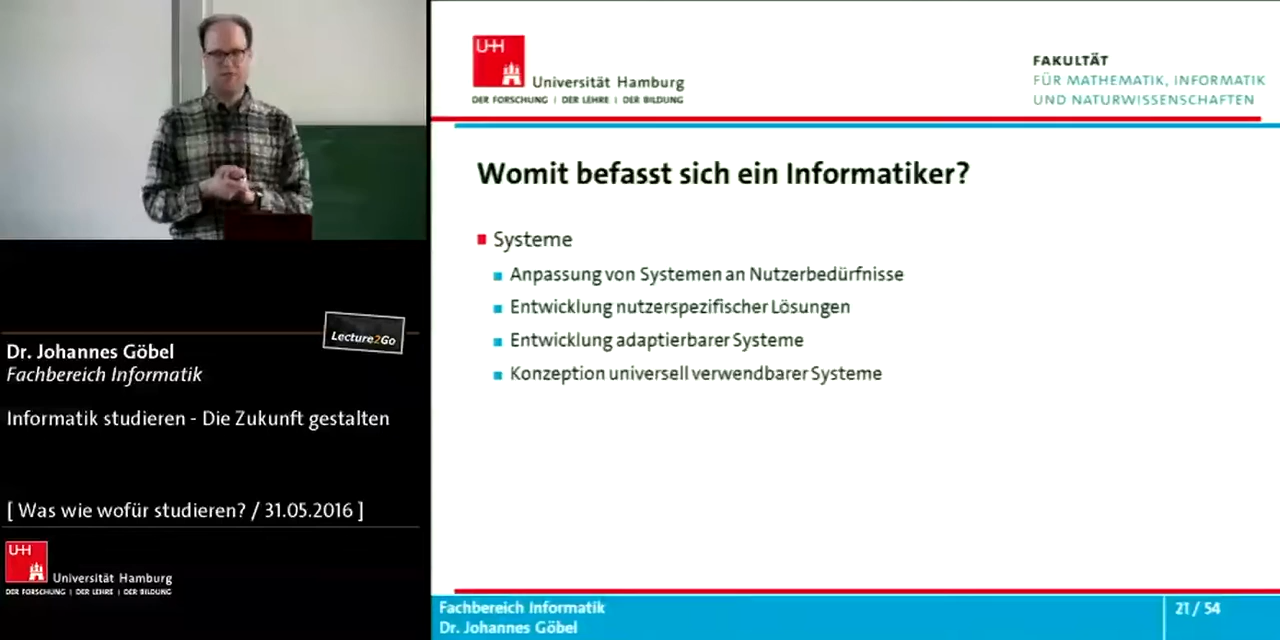 Lecture2Go
Dr. Johannes Göbel
Fachbereich Informatik
Informatik studieren - Die Zukunft gestalten
[ Was wie wofür studieren? / 31.05.2016 ]
UH
Universität Hamburg
DER FORSCHUNG | DER LEHRE | DER BILDUNG
UH
Universität Hamburg
DER FORSCHUNG | DER LEHRE | DER BILDUNG
FAKULTÄT
FÜR MATHEMATIK, INFORMATIK
UND NATURWISSENSCHAFTEN
Womit befasst sich ein Informatiker?
Systeme
Anpassung von Systemen an Nutzerbedürfnisse
Entwicklung nutzerspezifischer Lösungen
Entwicklung adaptierbarer Systeme
Konzeption universell verwendbarer Systeme
Fachbereich Informatik
Dr. Johannes Göbel
21 / 54